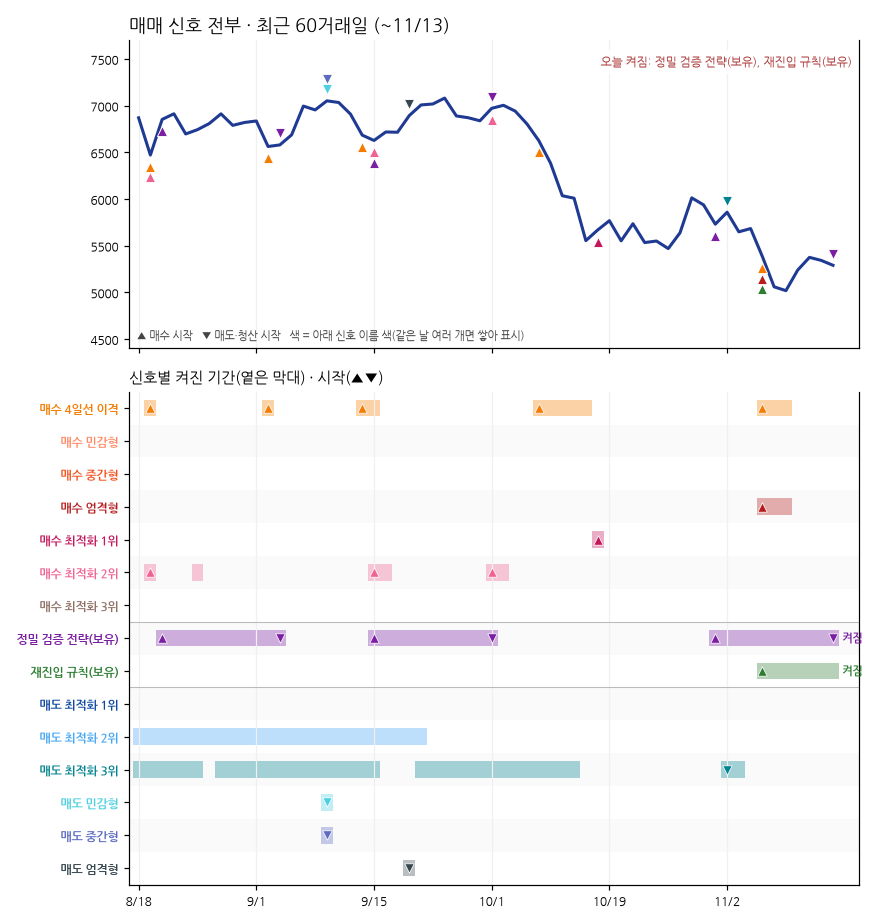 매매 신호 전부 · 최근 60거래일 (~11/13)
오늘 켜짐: 정밀 검증 전략(보유), 재진입 규칙(보유)
7500
7000
6500
6000
5500
5000
4500
▲ 매수 시작 ▼ 매도·청산 시작 색 = 아래 신호 이름 색(같은 날 여러 개면 쌓아 표시)
신호별 켜진 기간(옅은 막대) · 시작(▲▼)
매수 4일선 이격
매수 민감형
매수 중간형
매수 엄격형
매수 최적화 1위
매수 최적화 2위
매수 최적화 3위
정밀 검증 전략(보유) 켜짐
재진입 규칙(보유) 켜짐
매도 최적화 1위
매도 최적화 2위
매도 최적화 3위
매도 민감형
매도 중간형
매도 엄격형
8/18 9/1 9/15 10/1 10/19 11/2